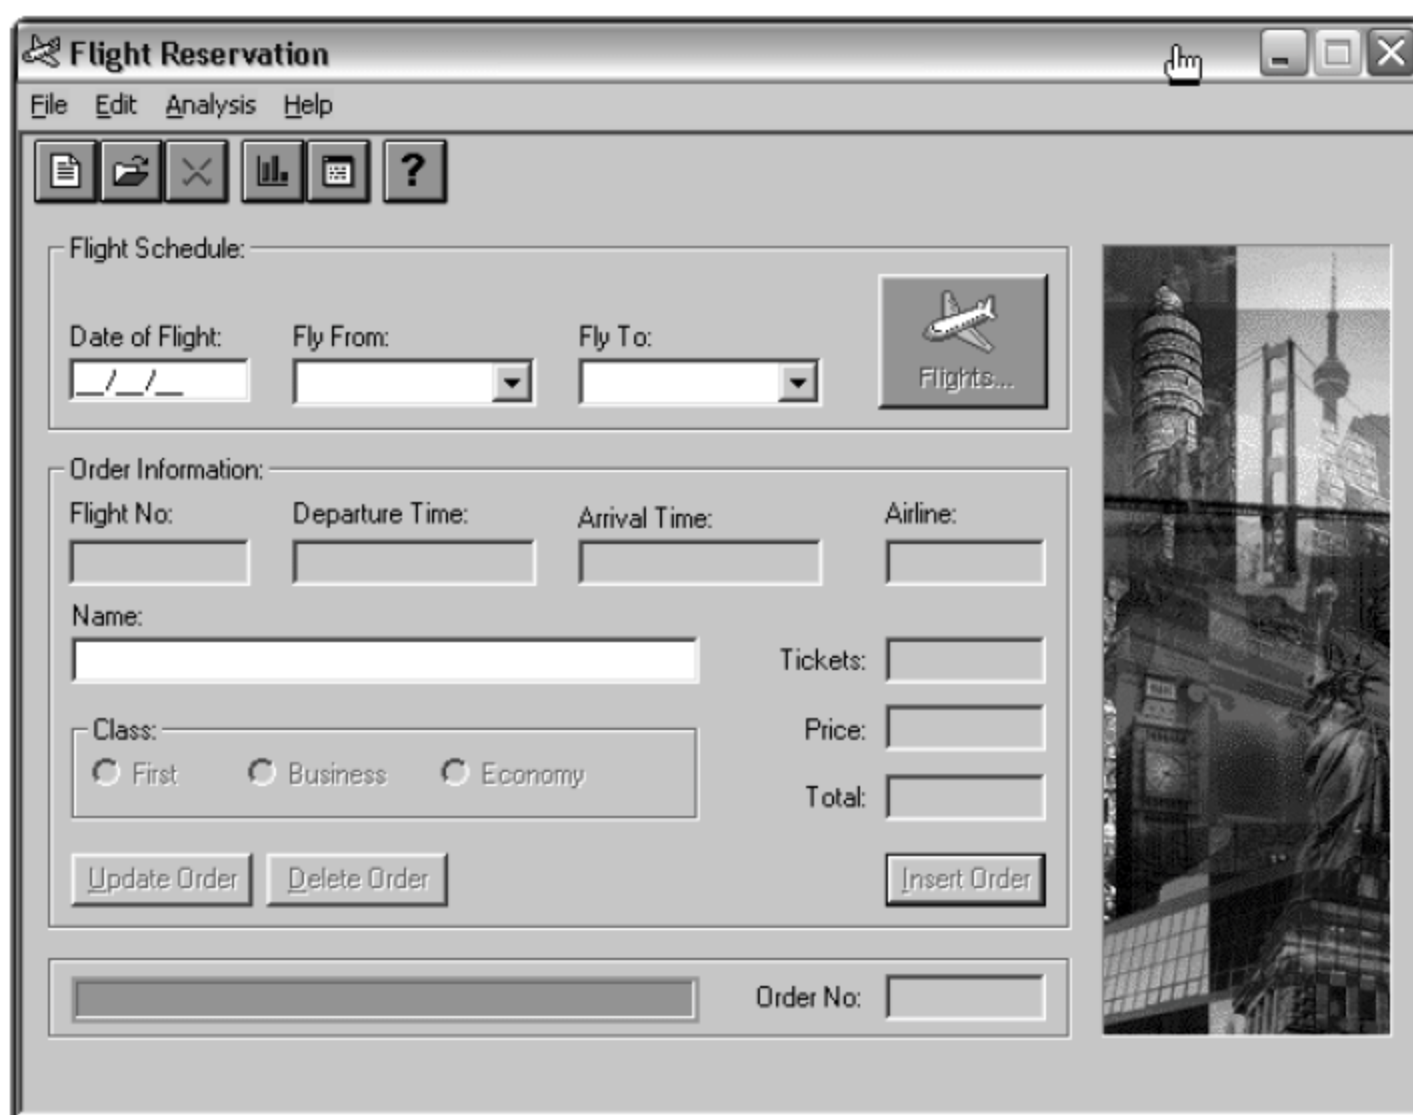 Flight Reservation
File Edit Analysis Help
?
Flight Schedule:
Date of Flight: Fly From: Fly To:
__/__/__
Flights...
Order Information:
Flight No: Departure Time: Arrival Time: Airline:
Name:
Tickets:
Class:
Price:
First Business Economy
Total:
Update Order Delete Order Insert Order
Order No: